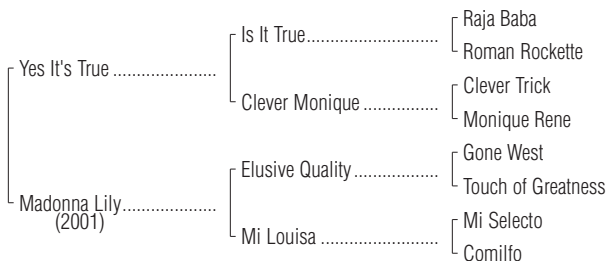 Raja Baba
Is It True
Roman Rockette
Yes It's True
Clever Trick
Clever Monique
Monique Rene
Gone West
Elusive Quality
Touch of Greatness
Madonna Lily
(2001)
Mi Selecto
Mi Louisa
Comilfo